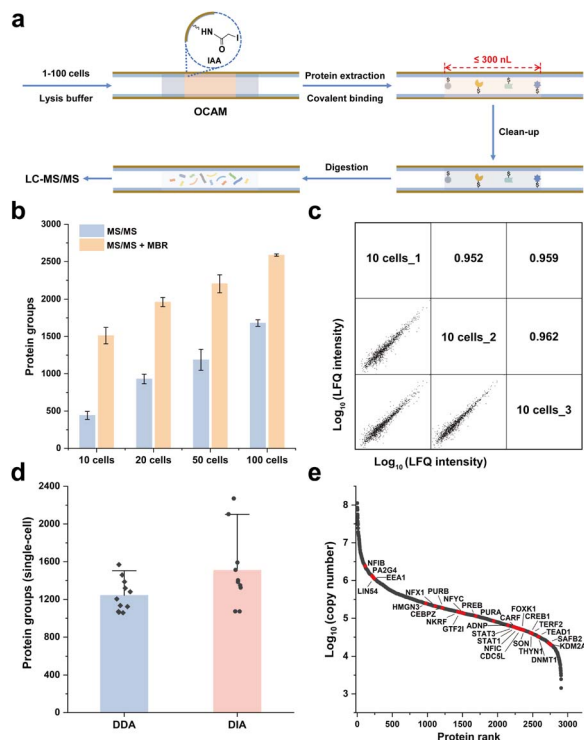 a
HN
I
O
IAA
1-100 cells
Lysis buffer
OCAM
Protein extraction
Covalent binding
≤ 300 nL
S S S S
Clean-up
LC-MS/MS
Digestion
S S S S
b
MS/MS
MS/MS + MBR
Protein groups
3000
2500
2000
1500
1000
500
0
10 cells 20 cells 50 cells 100 cells
c
10 cells_1 0.952 0.959
10 cells_2 0.962
10 cells_3
Log10 (LFQ intensity)
Log10 (LFQ intensity)
d
Protein groups (single-cell)
2400
2000
1600
1200
800
400
0
DDA DIA
e
Log10 (copy number)
8
7
6
5
4
3
NFIB
PA2G4
EEA1
LIN54
NFX1 PURB
HMGN3 NFYC
CEBPZ PREB
NKRF PURA
GTF2I
FOXK1
CARF CREB1
ADNP TERF2
STAT3 TEAD1
STAT1 SAFB2
NFIC SON KDM2A
CDC5L THYN1
DNMT1
0 500 1000 1500 2000 2500 3000
Protein rank